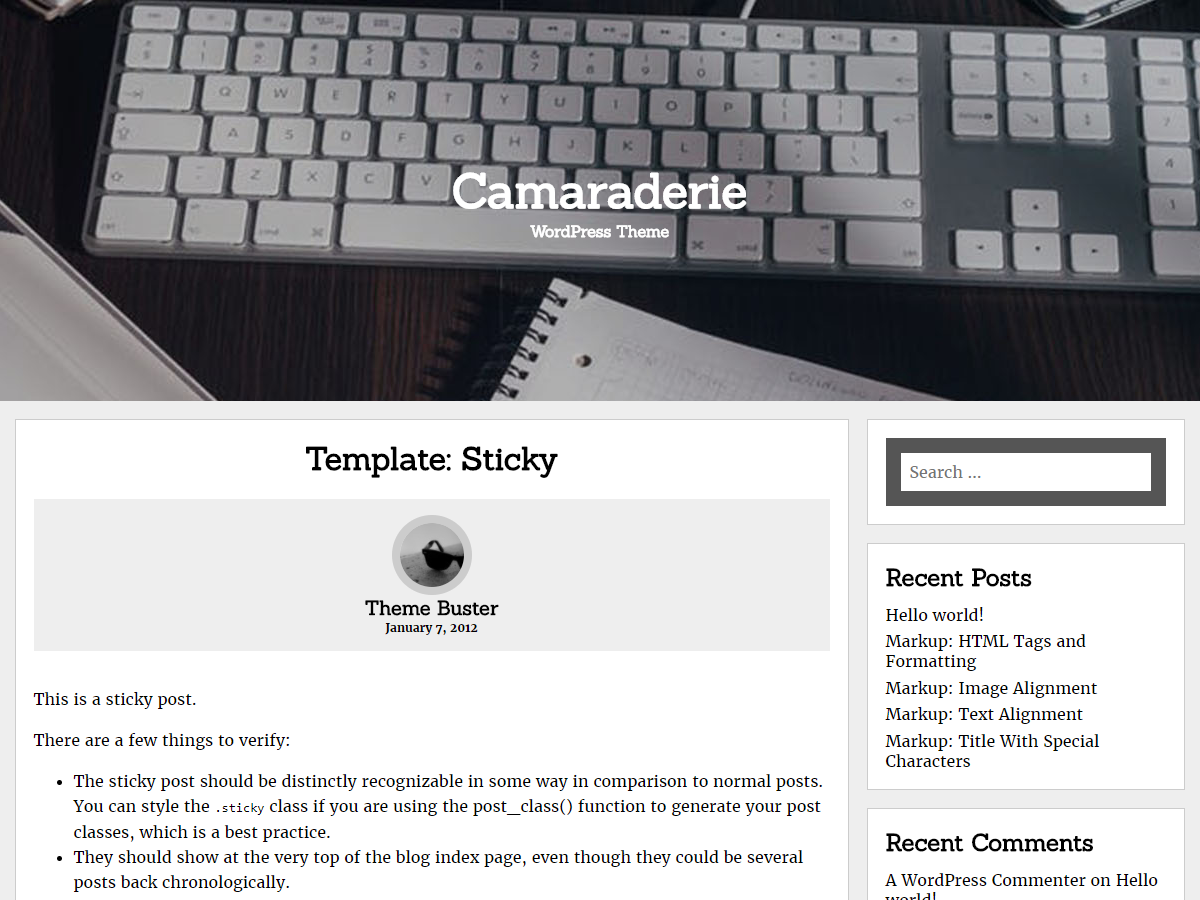 Camaraderie
WordPress Theme
Template: Sticky
Theme Buster
January 7, 2012
This is a sticky post.
There are a few things to verify:
The sticky post should be distinctly recognizable in some way in comparison to normal posts.
You can style the .sticky class if you are using the post_class() function to generate your post
classes, which is a best practice.
They should show at the very top of the blog index page, even though they could be several
posts back chronologically.
Search ...
Recent Posts
Hello world!
Markup: HTML Tags and
Formatting
Markup: Image Alignment
Markup: Text Alignment
Markup: Title With Special
Characters
Recent Comments
A WordPress Commenter on Hello
world!